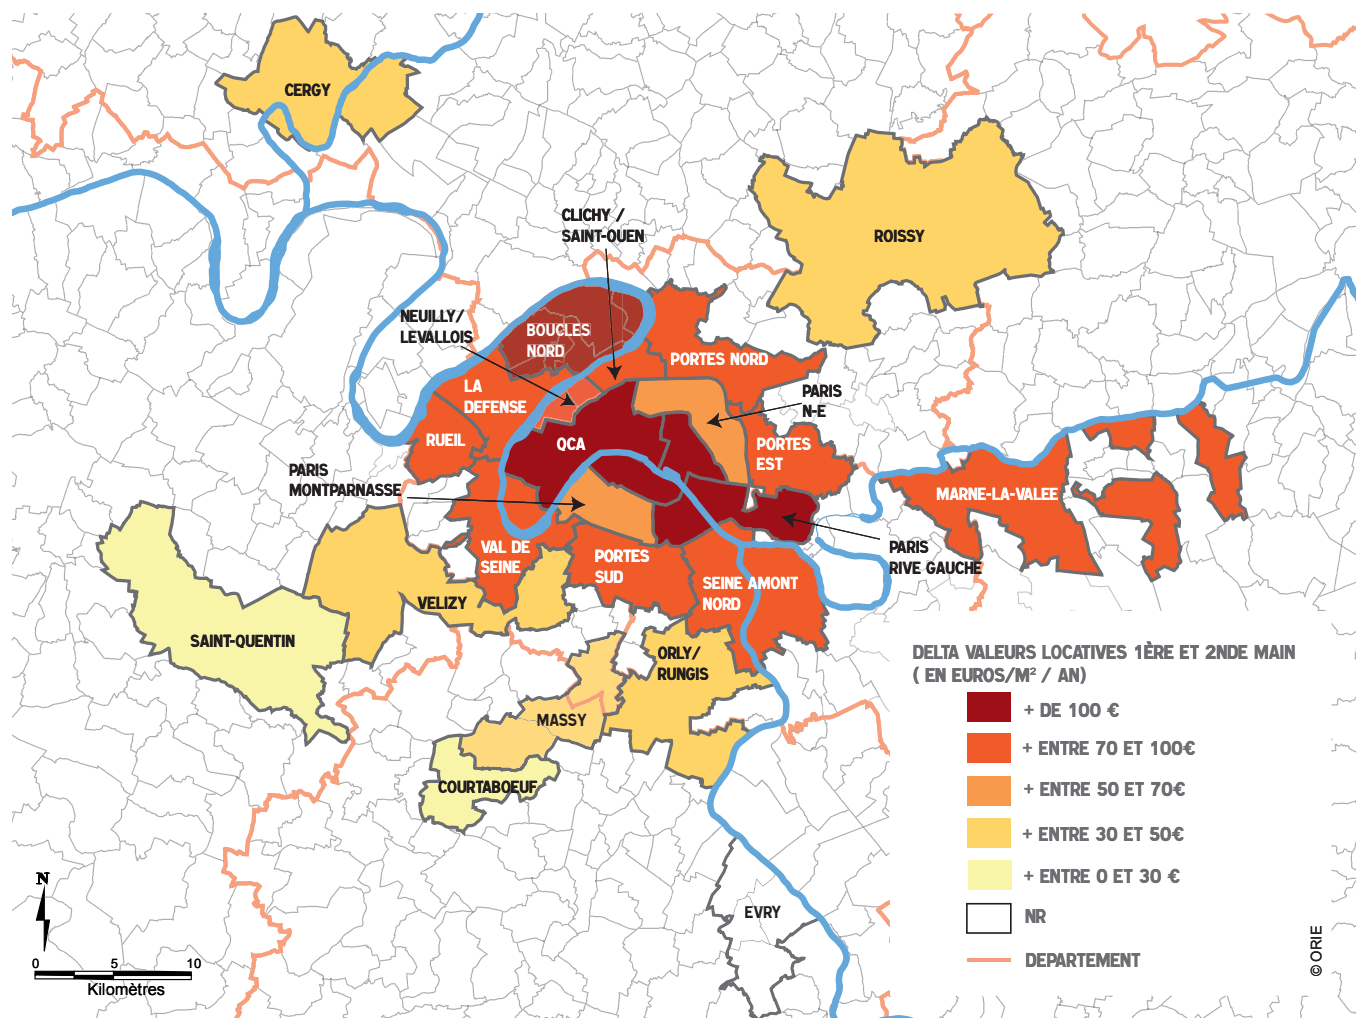 CERGY
ROISSY
CLICHY /
SAINT-OUEN
NEUILLY/
LEVALLOIS
BOUCLES
NORD
PORTES NORD
LA
DEFENSE
PARIS
N-E
RUEIL
QCA
PORTES
EST
PARIS
MONTPARNASSE
MARNE-LA-VALEE
VAL DE
SEINE
PORTES
SUD
PARIS
RIVE GAUCHE
SEINE AMONT
NORD
VELIZY
SAINT-QUENTIN
ORLY/
RUNGIS
MASSY
COURTABOEUF
EVRY
DELTA VALEURS LOCATIVES 1ÈRE ET 2NDE MAIN
( EN EUROS/M² / AN)
+ DE 100 €
+ ENTRE 70 ET 100€
+ ENTRE 50 ET 70€
+ ENTRE 30 ET 50€
+ ENTRE 0 ET 30 €
NR
DEPARTEMENT
N
0 5 10
Kilomètres
© ORIE